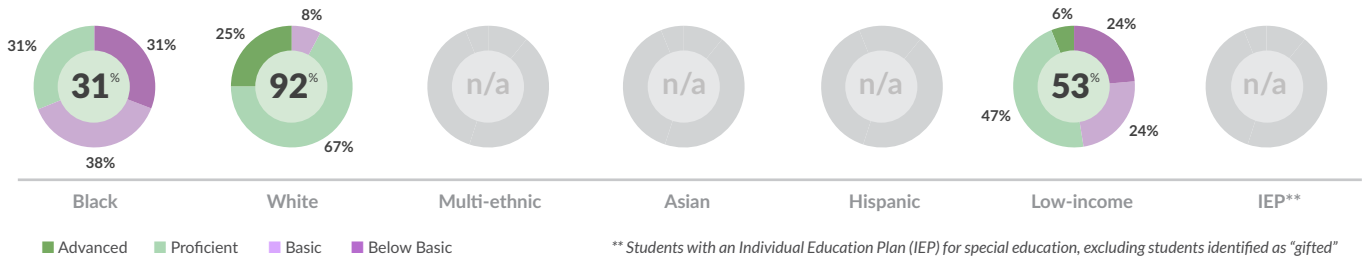 31% 31% 31% 38%
8% 25% 92% 67%
n/a
n/a
n/a
6% 24% 53% 47% 24%
n/a
Black White Multi-ethnic Asian Hispanic Low-income IEP**
Advanced Proficient Basic Below Basic
** Students with an Individual Education Plan (IEP) for special education, excluding students identified as “gifted”